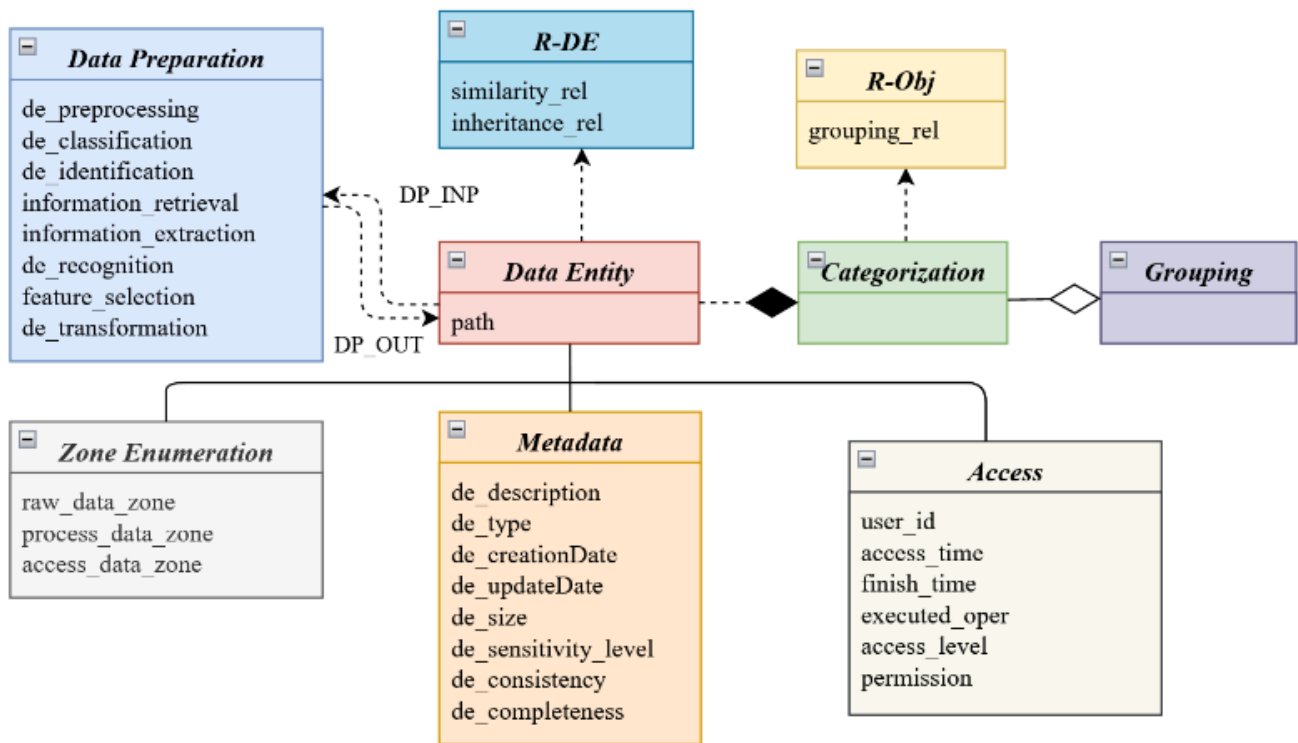 Data Preparation
de_preprocessing
de_classification
de_identification
information_retrieval
information_extraction
de_recognition
feature_selection
de_transformation
R-DE
similarity_rel
inheritance_rel
R-Obj
grouping_rel
DP_INP
DP_OUT
Data Entity
path
Categorization
Grouping
Zone Enumeration
raw_data_zone
process_data_zone
access_data_zone
Metadata
de_description
de_type
de_creationDate
de_updateDate
de_size
de_sensitivity_level
de_consistency
de_completeness
Access
user_id
access_time
finish_time
executed_oper
access_level
permission